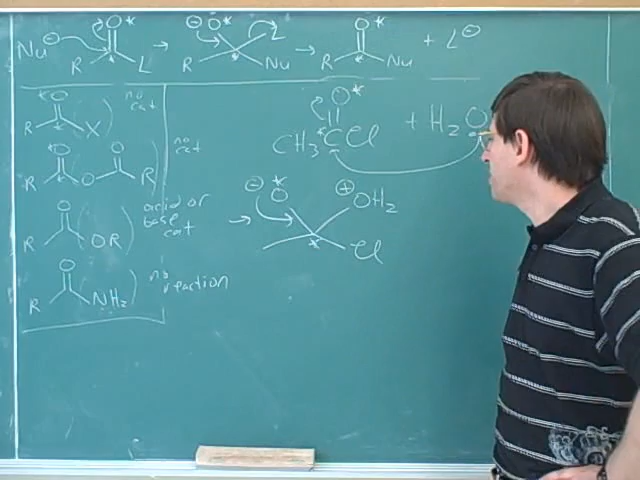 Nu⊖ O* R L → ⊖O* L R Nu → O* R Nu + L⊖
*O R X ) no cat
*O O R O R ) no cat
O R OR ) acid or base cat
O R NH2 ) no reaction
O* CH3 C Cl + H2O
→ ⊖ O* ⊕OH2 Cl